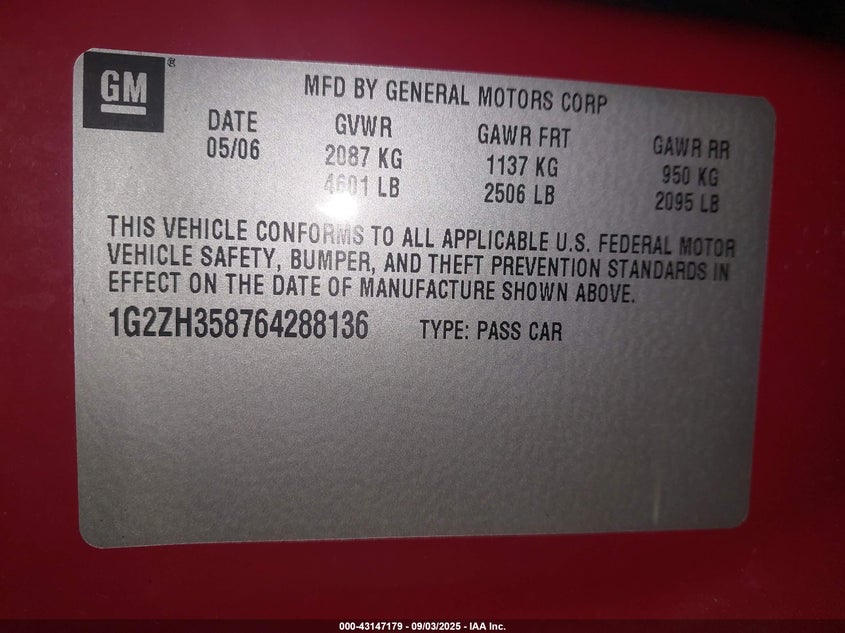 GM®
MFD BY GENERAL MOTORS CORP
DATE GVWR GAWR FRT GAWR RR
05/06 2087 KG 1137 KG 950 KG
4601 LB 2506 LB 2095 LB
THIS VEHICLE CONFORMS TO ALL APPLICABLE U.S. FEDERAL MOTOR
VEHICLE SAFETY, BUMPER, AND THEFT PREVENTION STANDARDS IN
EFFECT ON THE DATE OF MANUFACTURE SHOWN ABOVE.
1G2ZH358764288136 TYPE: PASS CAR
000-43147179 - 09/03/2025 - IAA Inc.